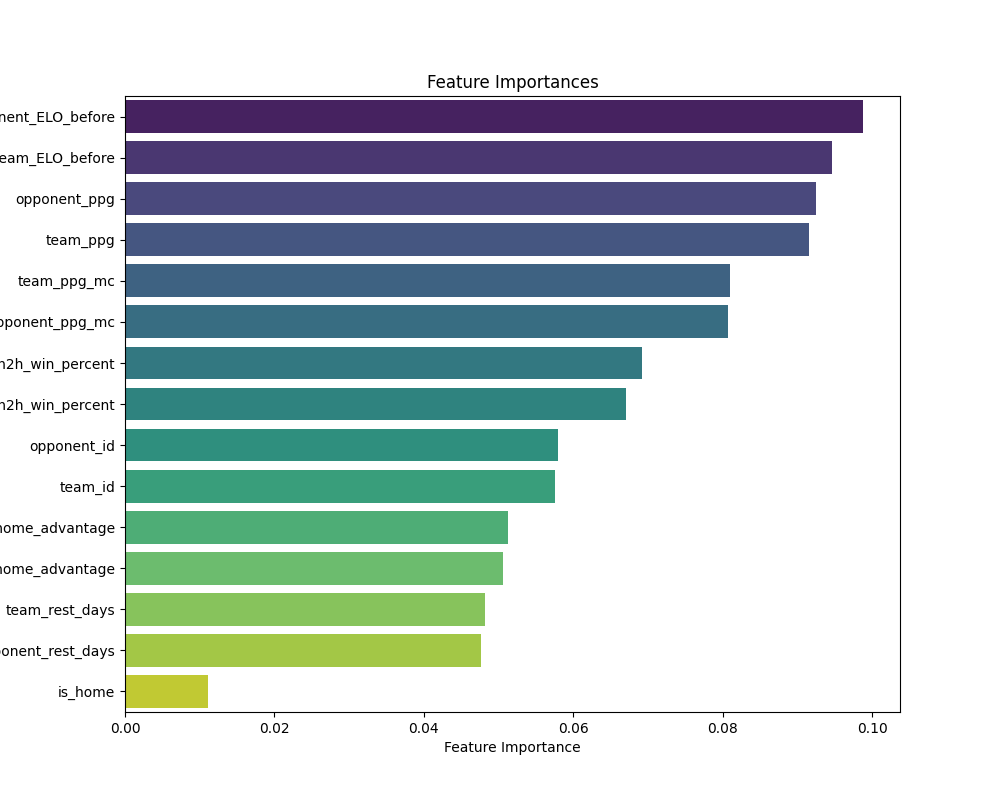 Feature Importances
nent_ELO_before
eam_ELO_before
opponent_ppg
team_ppg
team_ppg_mc
pponent_ppg_mc
h2h_win_percent
h2h_win_percent
opponent_id
team_id
home_advantage
home_advantage
team_rest_days
ponent_rest_days
is_home
0.00 0.02 0.04 0.06 0.08 0.10
Feature Importance